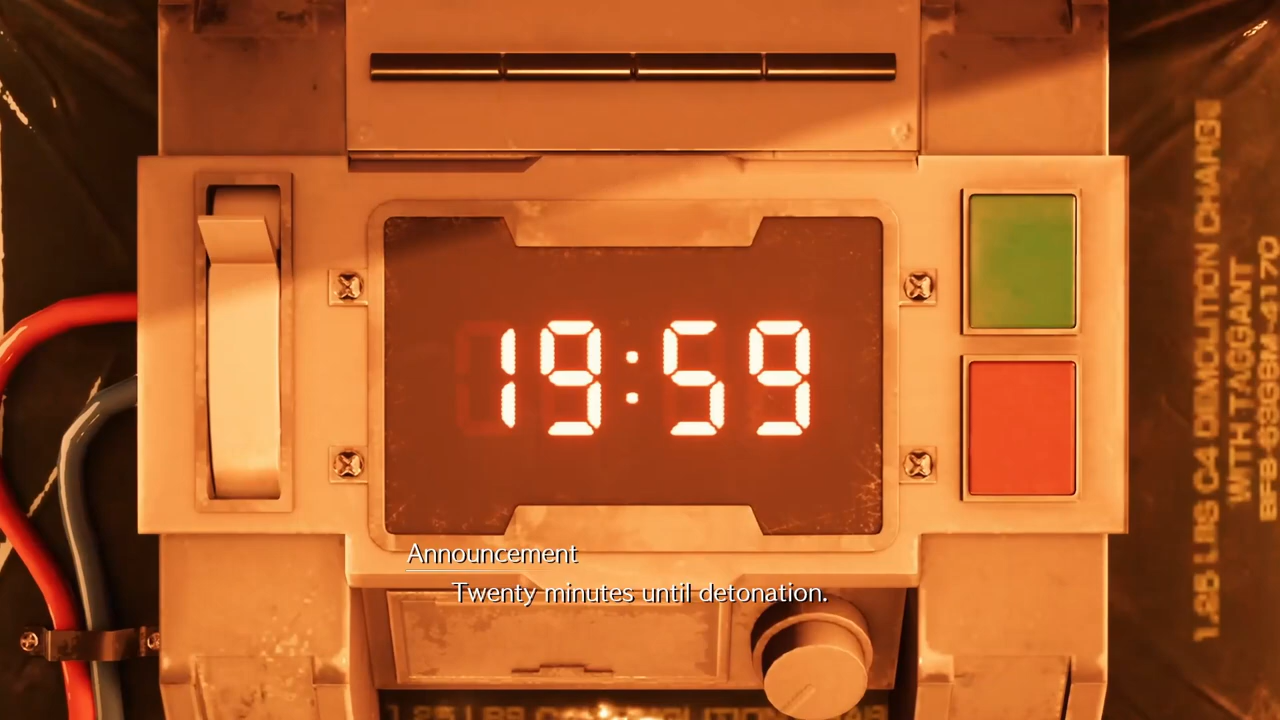 19:59
Announcement
Twenty minutes until detonation.
1.25 LBS C4 DEMOLITION CHARGE
WITH TAGGANT